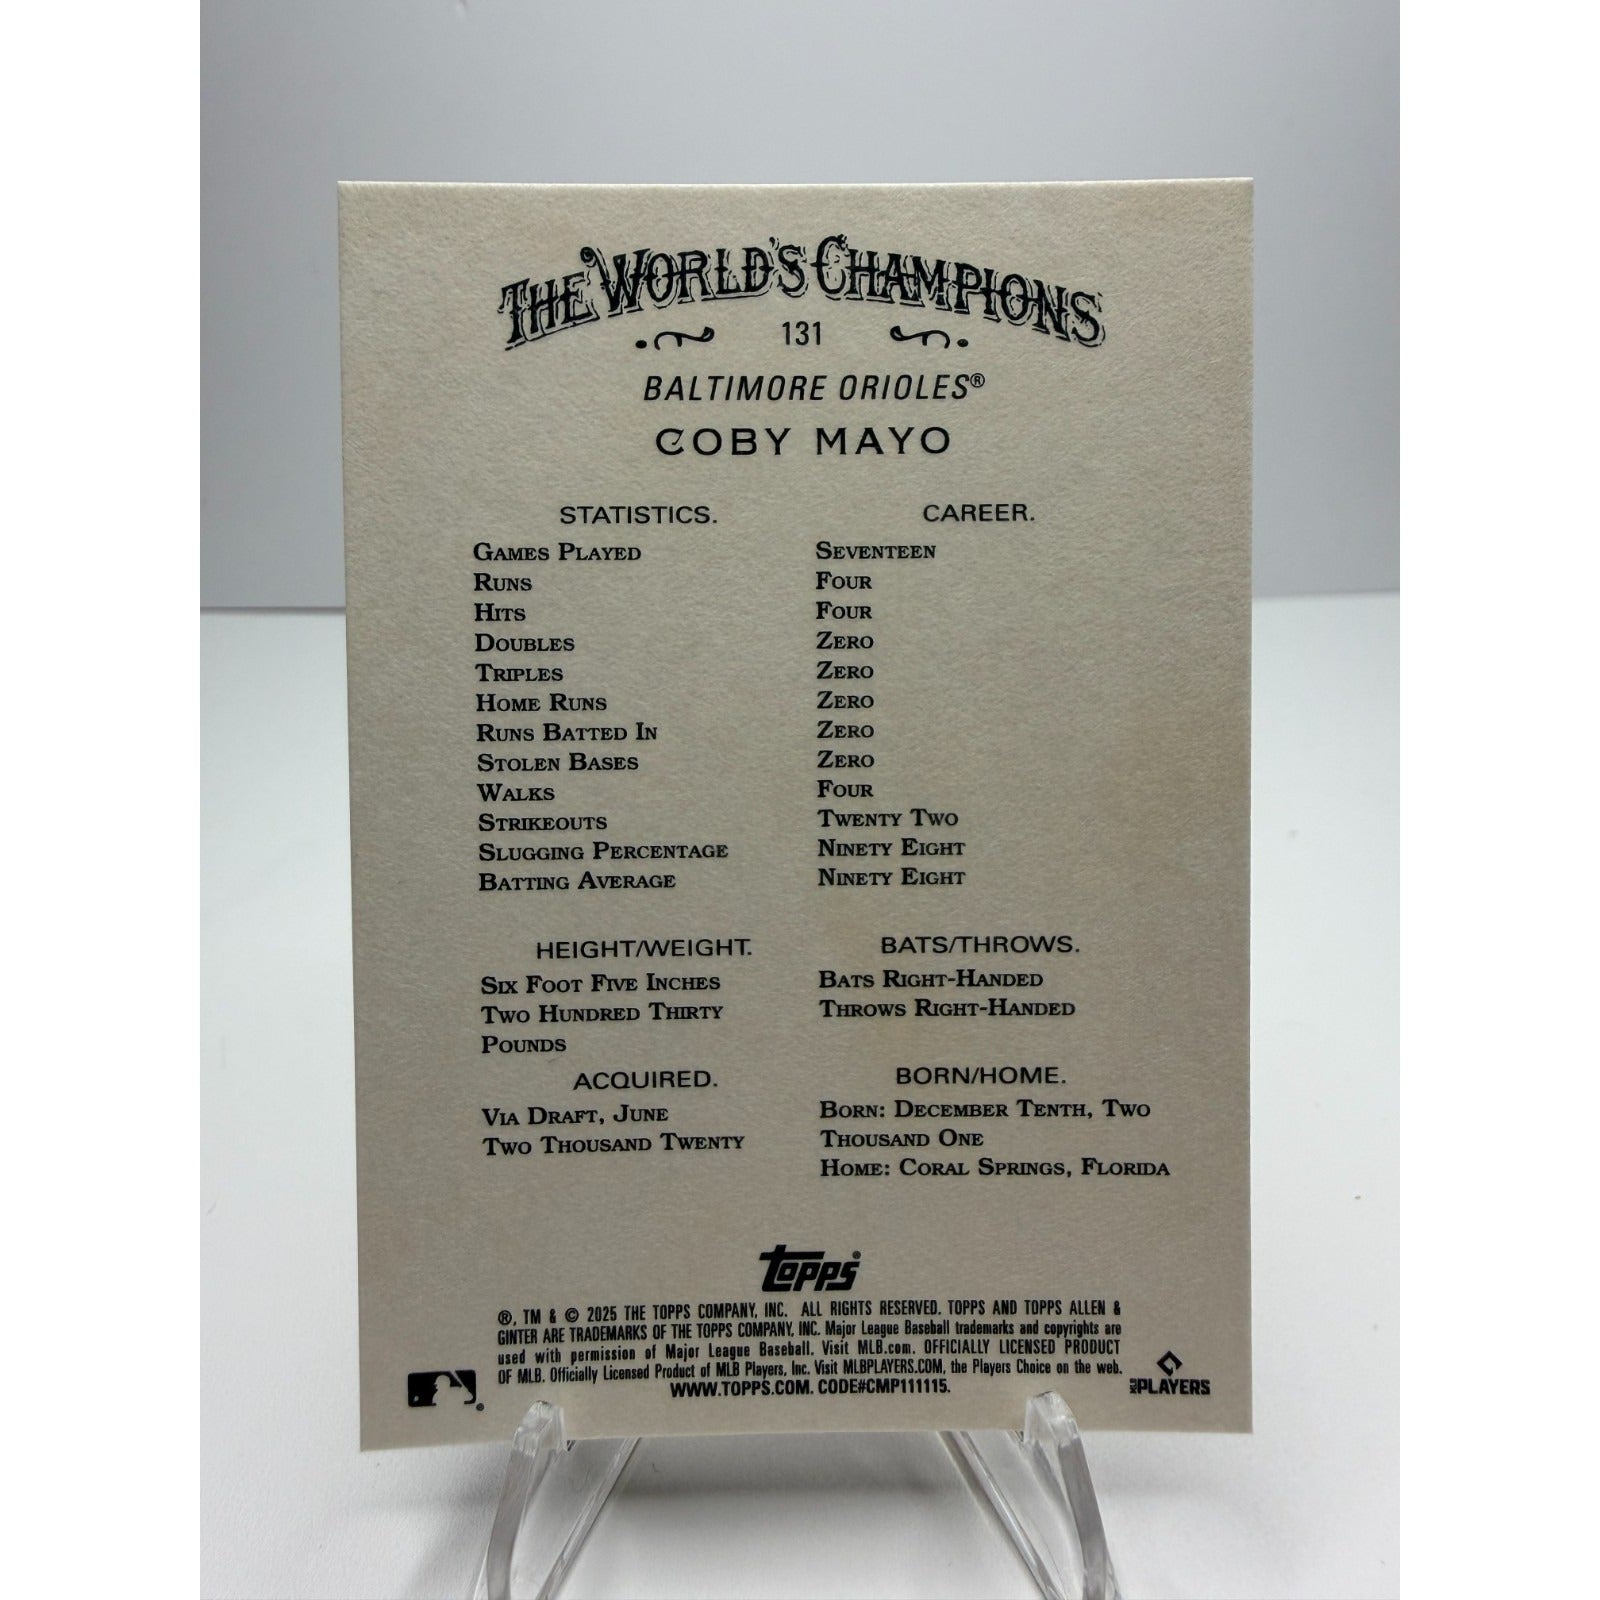 THE WORLD'S CHAMPIONS
131
BALTIMORE ORIOLES®
COBY MAYO
STATISTICS. CAREER.
GAMES PLAYED SEVENTEEN
RUNS FOUR
HITS FOUR
DOUBLES ZERO
TRIPLES ZERO
HOME RUNS ZERO
RUNS BATTED IN ZERO
STOLEN BASES ZERO
WALKS FOUR
STRIKEOUTS TWENTY TWO
SLUGGING PERCENTAGE NINETY EIGHT
BATTING AVERAGE NINETY EIGHT
HEIGHT/WEIGHT.
SIX FOOT FIVE INCHES
TWO HUNDRED THIRTY
POUNDS
BATS/THROWS.
BATS RIGHT-HANDED
THROWS RIGHT-HANDED
ACQUIRED.
VIA DRAFT, JUNE
TWO THOUSAND TWENTY
BORN/HOME.
BORN: DECEMBER TENTH, TWO
THOUSAND ONE
HOME: CORAL SPRINGS, FLORIDA
topps®
®, TM & © 2025 THE TOPPS COMPANY, INC. ALL RIGHTS RESERVED. TOPPS AND TOPPS ALLEN &
GINTER ARE TRADEMARKS OF THE TOPPS COMPANY, INC. Major League Baseball trademarks and copyrights are
used with permission of Major League Baseball. Visit MLB.com. OFFICIALLY LICENSED PRODUCT
OF MLB. Officially Licensed Product of MLB Players, Inc. Visit MLBPLAYERS.COM, the Players Choice on the web.
WWW.TOPPS.COM. CODE#CMP111115.
®
MLB PLAYERS